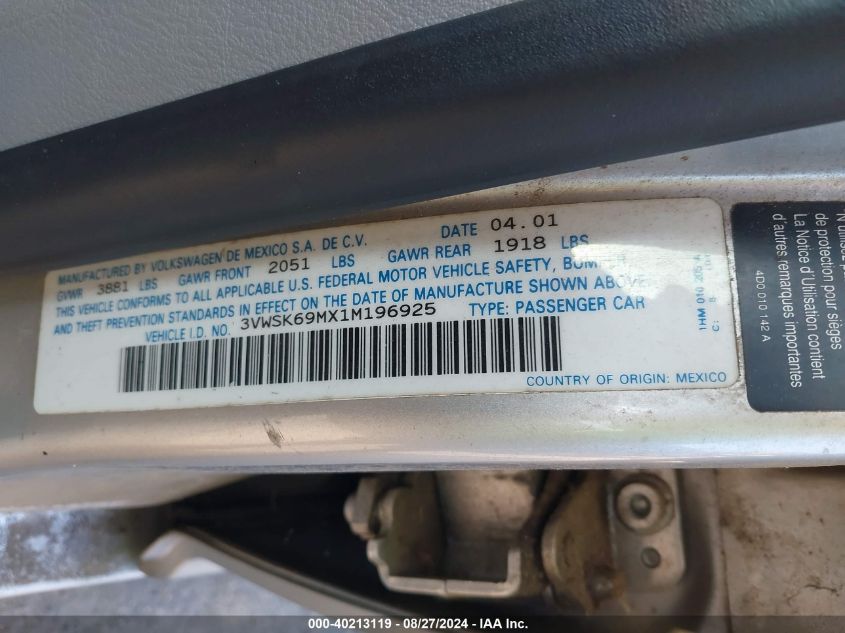 MANUFACTURED BY VOLKSWAGEN DE MEXICO S.A. DE C.V. DATE 04.01
GVWR 3881 LBS GAWR FRONT 2051 LBS GAWR REAR 1918 LBS
THIS VEHICLE CONFORMS TO ALL APPLICABLE U.S. FEDERAL MOTOR VEHICLE SAFETY,
AND THEFT PREVENTION STANDARDS IN EFFECT ON THE DATE OF MANUFACTURE SHOWN ABOVE.
VEHICLE I.D. NO. 3VWSK69MX1M196925 TYPE: PASSENGER CAR
COUNTRY OF ORIGIN: MEXICO
1HM 010
de protection pour sièges
La Notice d'Utilisation contient
d'autres remarques importantes
4D0 010 142 A
000-40213119 - 08/27/2024 - IAA Inc.